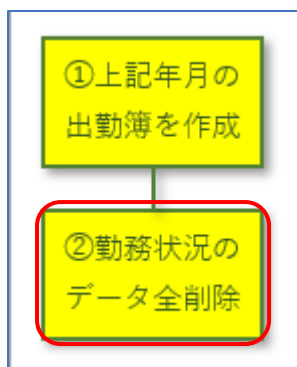 ①上記年月の
出勤簿を作成
②勤務状況の
データ全削除